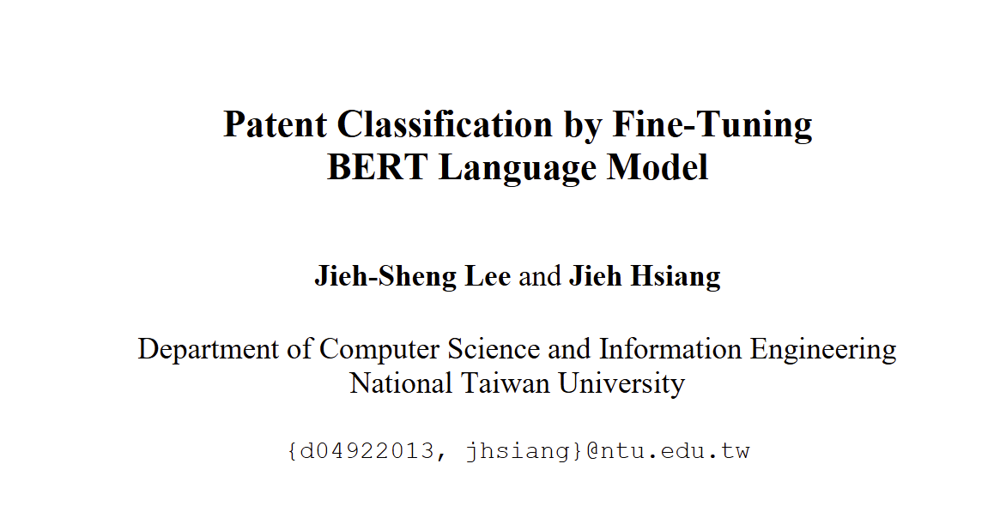 Patent Classification by Fine-Tuning
BERT Language Model
Jieh-Sheng Lee and Jieh Hsiang
Department of Computer Science and Information Engineering
National Taiwan University
{d04922013, jhsiang}@ntu.edu.tw